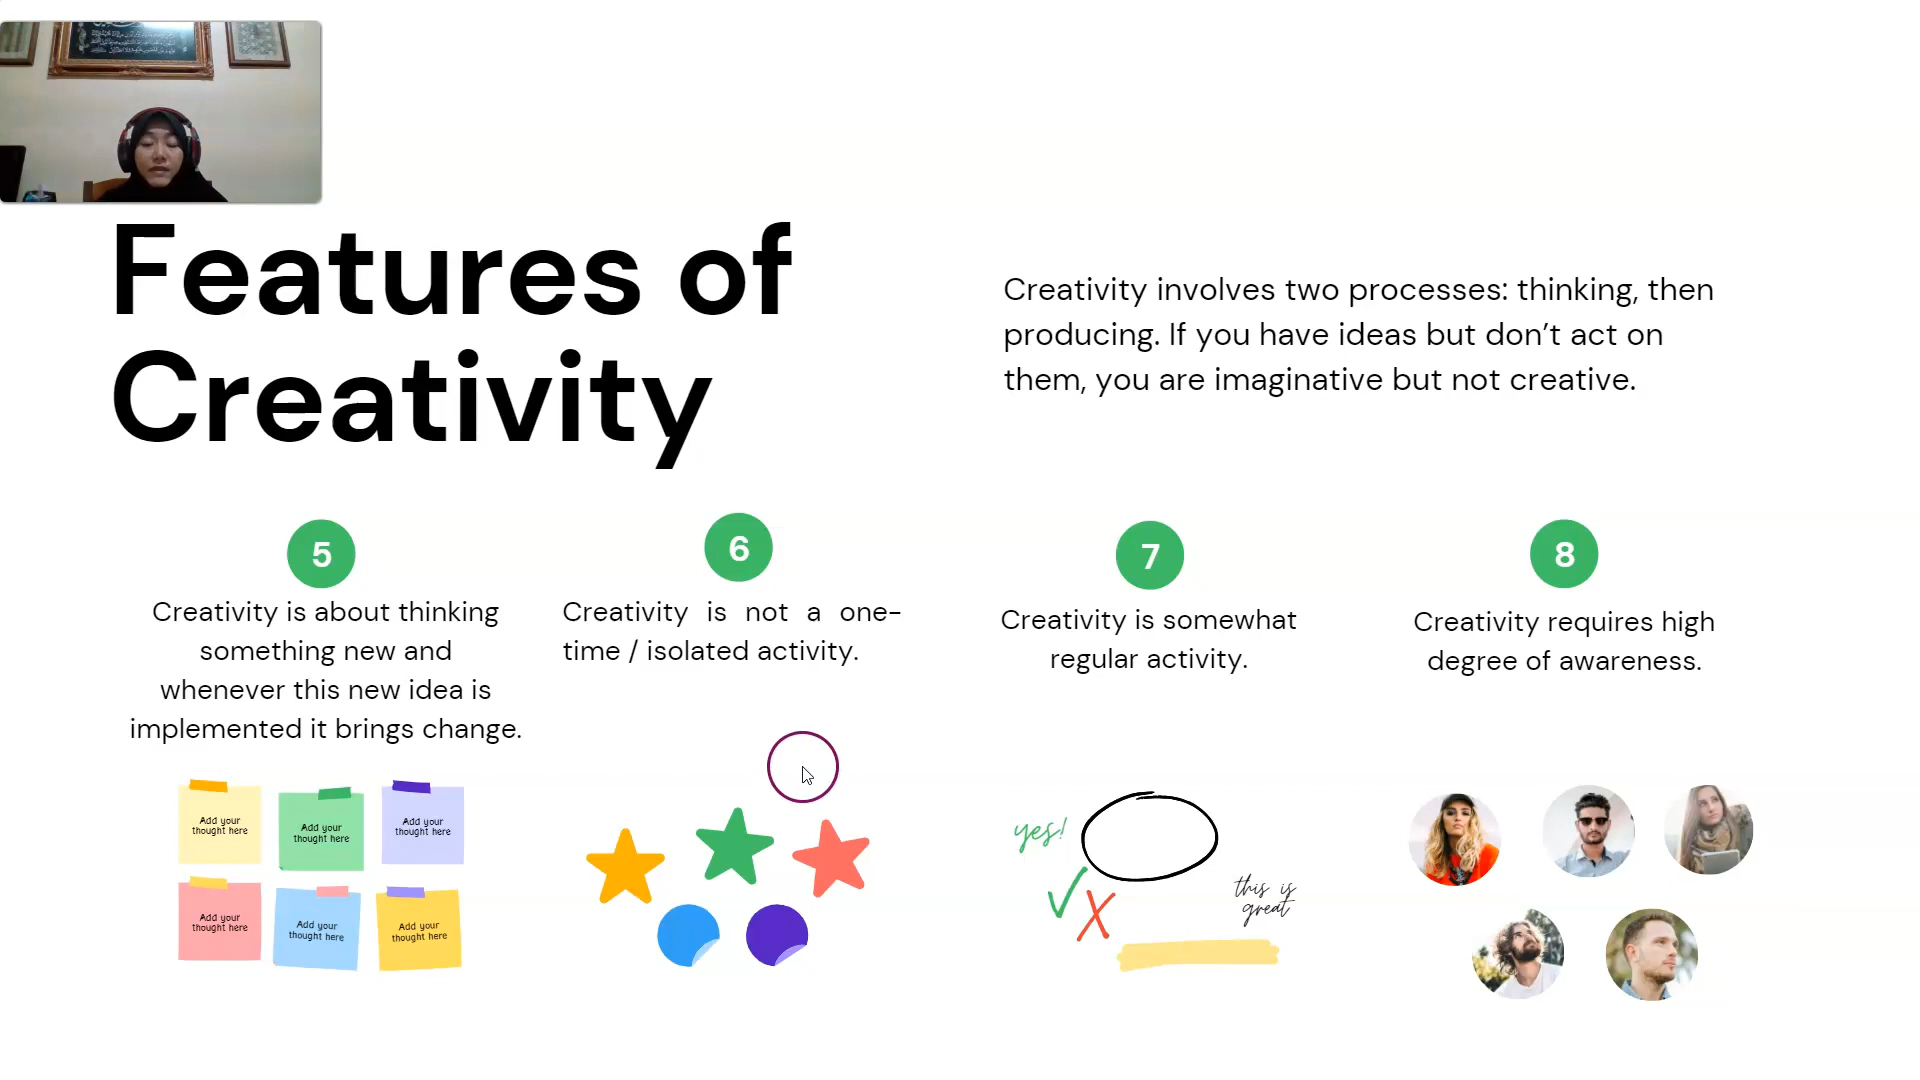 Features of
Creativity
Creativity involves two processes: thinking, then
producing. If you have ideas but don’t act on
them, you are imaginative but not creative.
5
Creativity is about thinking
something new and
whenever this new idea is
implemented it brings change.
6
Creativity is not a one-
time / isolated activity.
7
Creativity is somewhat
regular activity.
8
Creativity requires high
degree of awareness.
Add your
thought here
Add your
thought here
Add your
thought here
Add your
thought here
Add your
thought here
Add your
thought here
yes!
this is
great